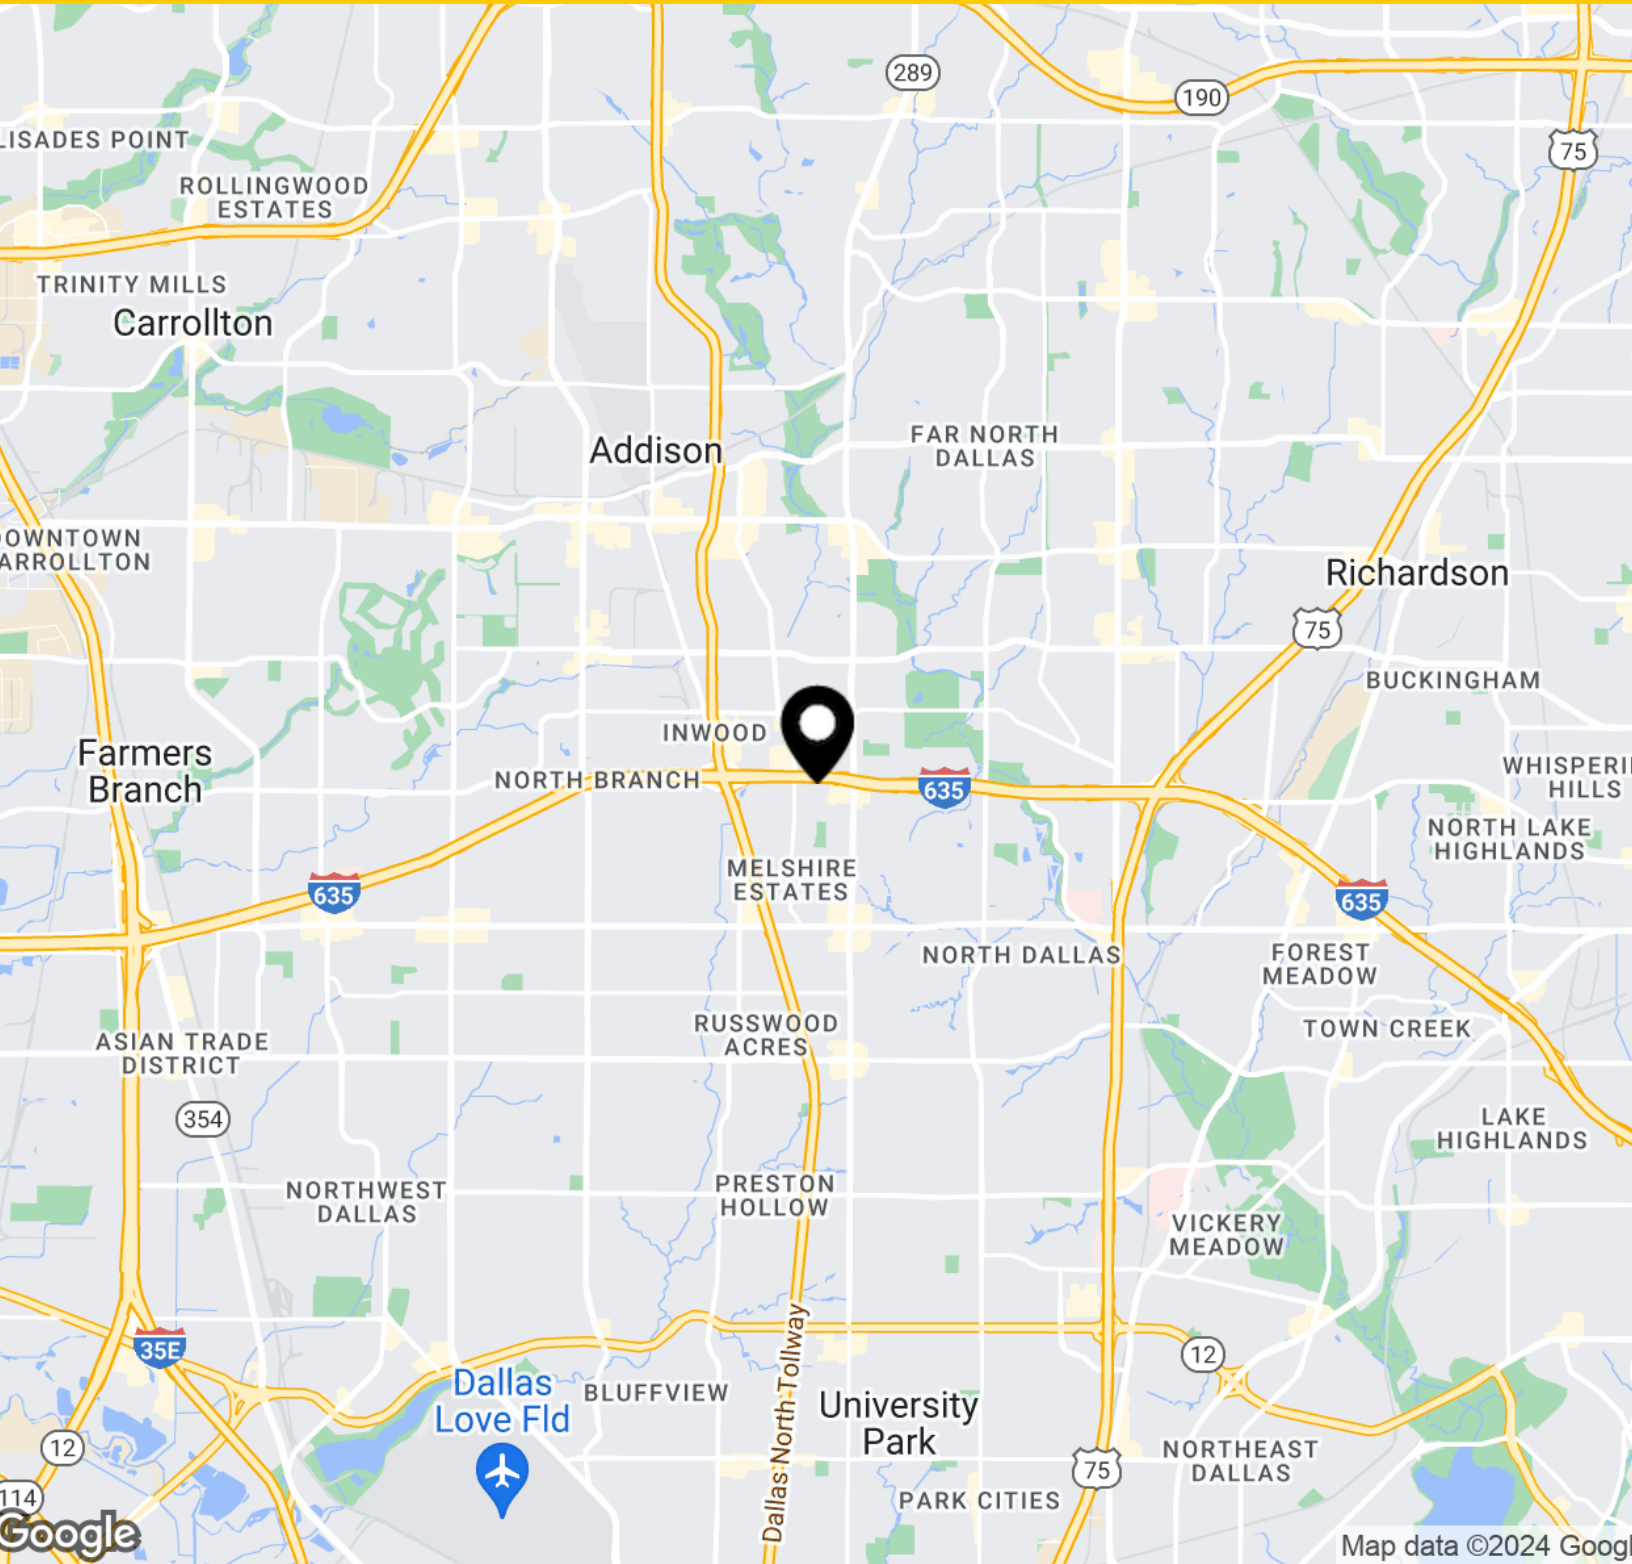 289
190
75
LISADES POINT
ROLLINGWOOD
ESTATES
TRINITY MILLS
Carrollton
Addison
FAR NORTH
DALLAS
DOWNTOWN
ARROLLTON
Richardson
75
BUCKINGHAM
INWOOD
Farmers
Branch
NORTH BRANCH
635
WHISPERI
HILLS
NORTH LAKE
HIGHLANDS
MELSHIRE
ESTATES
635
635
NORTH DALLAS
FOREST
MEADOW
RUSSWOOD
ACRES
TOWN CREEK
ASIAN TRADE
DISTRICT
354
LAKE
HIGHLANDS
NORTHWEST
DALLAS
PRESTON
HOLLOW
VICKERY
MEADOW
35E
12
Dallas
Love Fld
BLUFFVIEW
Dallas North Tollway
University
Park
12
75
NORTHEAST
DALLAS
114
PARK CITIES
Google
Map data ©2024 Googl